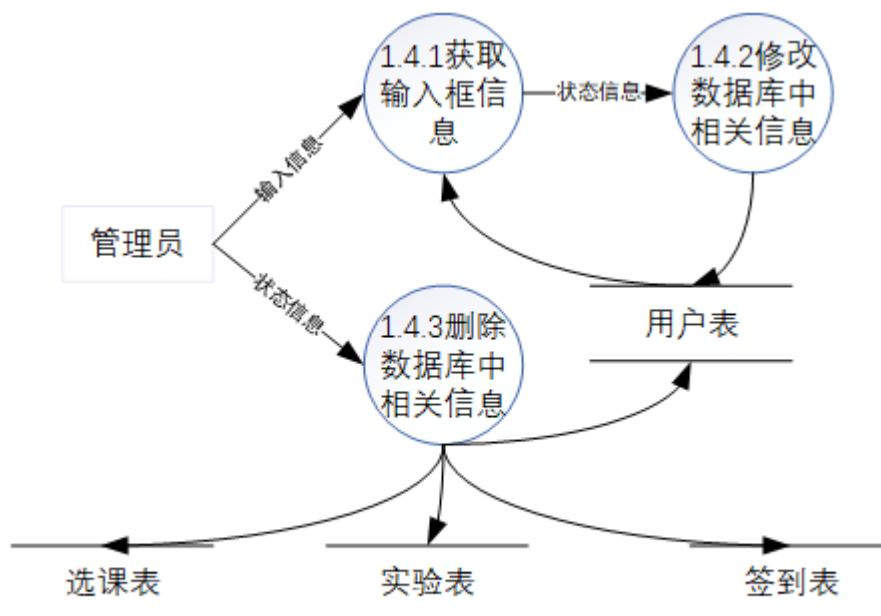 1.4.1获取
输入框信
息
状态信息
1.4.2修改
数据库中
相关信息
输入信息
管理员
状态信息
1.4.3删除
数据库中
相关信息
用户表
选课表
实验表
签到表